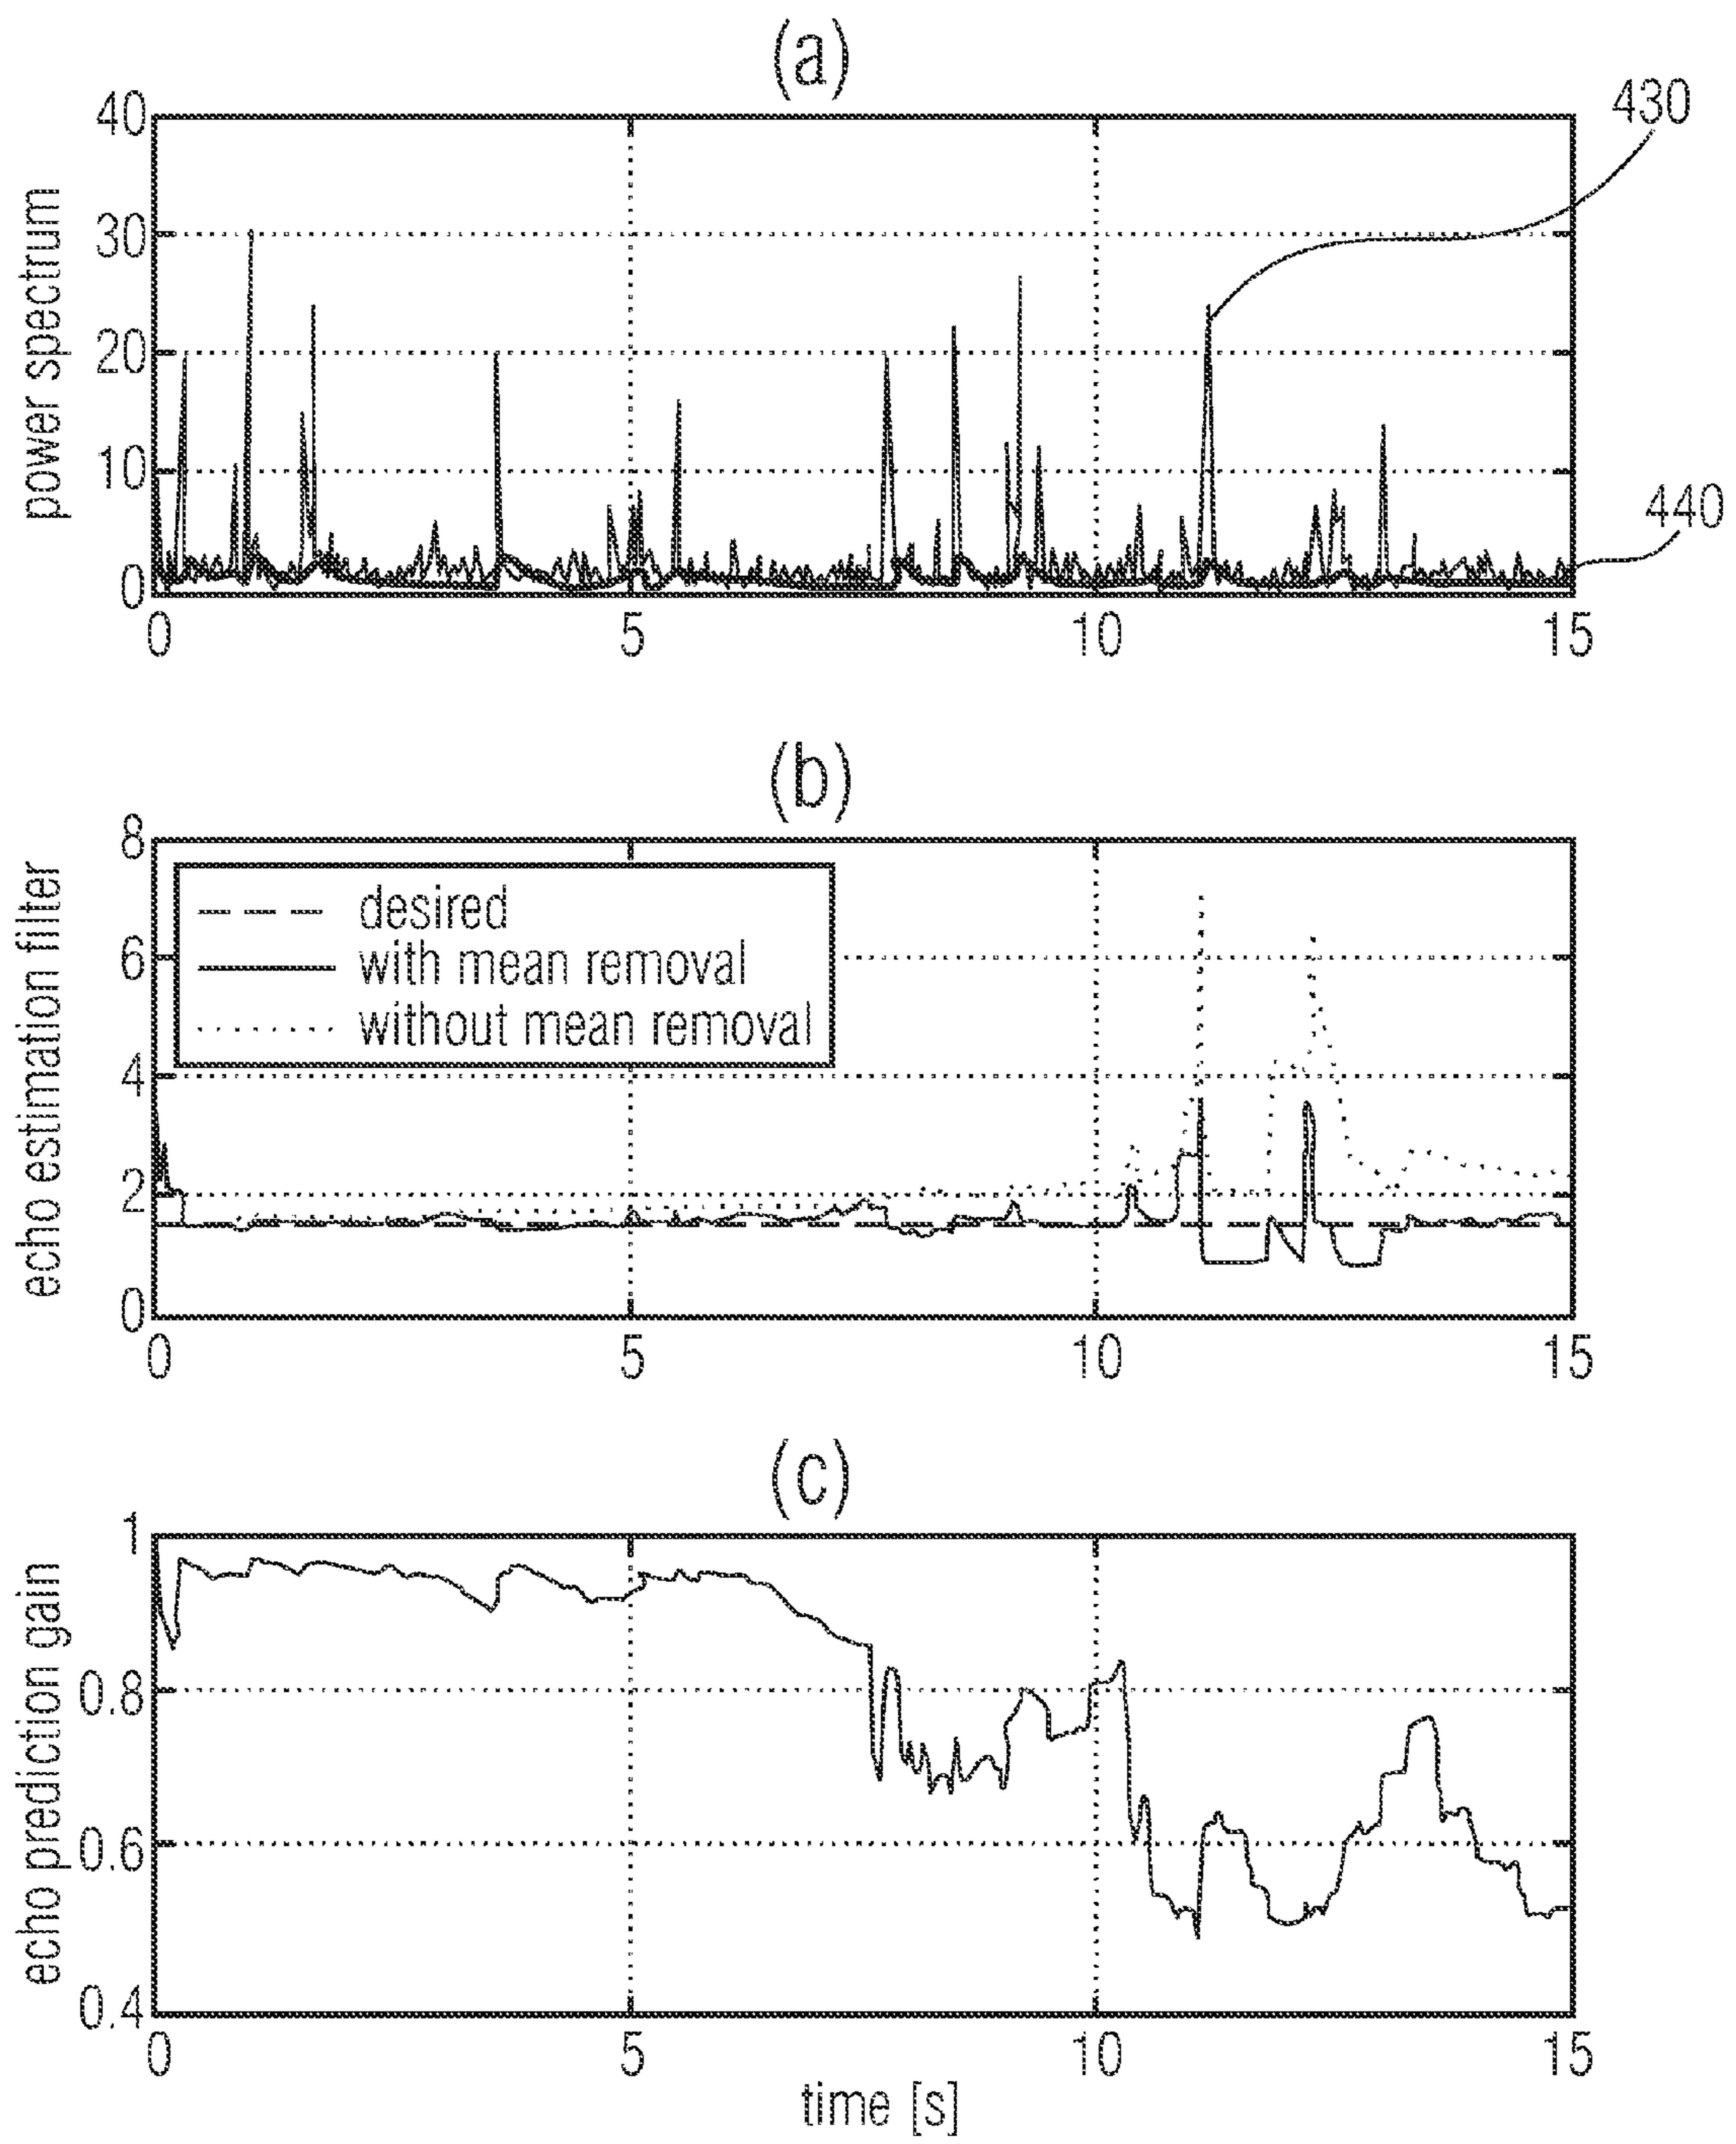 (a)
430
40
30
20
10
0
power spectrum
440
0 5 10 15
(b)
8
6
4
2
0
echo estimation filter
desired
with mean removal
without mean removal
0 5 10 15
(c)
1
0.8
0.6
0.4
echo prediction gain
0 5 10 15
time [s]